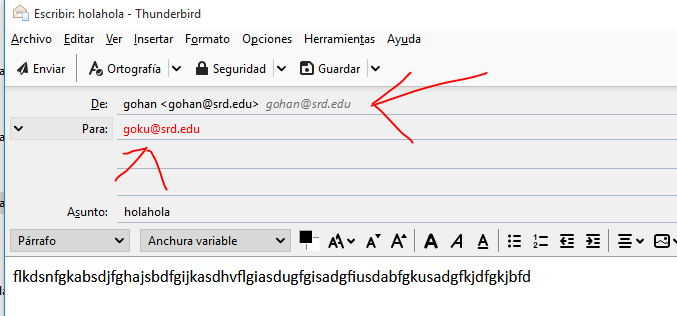 Escribir: holahola - Thunderbird
Archivo Editar Ver Insertar Formato Opciones Herramientas Ayuda
Enviar Ortografía Seguridad Guardar
De: gohan <gohan@srd.edu> gohan@srd.edu
Para: goku@srd.edu
Asunto: holahola
Párrafo Anchura variable A A A A A A
flkdsnfgkabsdjfghajsbdfgijkasdhvflgiasdugfgisadgfiusdabfgkusadgfkjdfgkjbfd